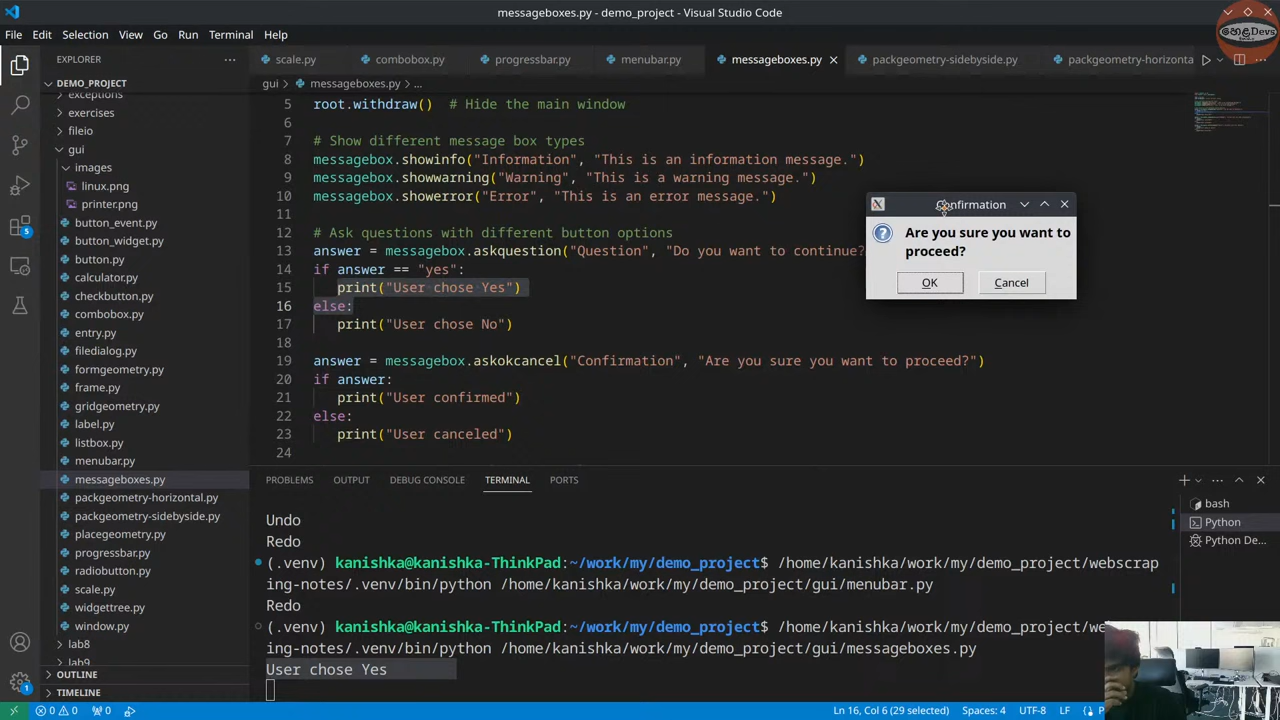 messageboxes.py - demo_project - Visual Studio Code
File Edit Selection View Go Run Terminal Help
හෙළDevs
EXPLORER
scale.py
combobox.py
progressbar.py
menubar.py
messageboxes.py
packgeometry-sidebyside.py
packgeometry-horizonta
DEMO_PROJECT
exceptions
exercises
fileio
gui
images
linux.png
printer.png
button_event.py
button_widget.py
button.py
calculator.py
checkbutton.py
combobox.py
entry.py
filedialog.py
formgeometry.py
frame.py
gridgeometry.py
label.py
listbox.py
menubar.py
messageboxes.py
packgeometry-horizontal.py
packgeometry-sidebyside.py
placegeometry.py
progressbar.py
radiobutton.py
scale.py
widgettree.py
window.py
lab8
lab9
OUTLINE
TIMELINE
5
1
gui > messageboxes.py > ...
5 root.withdraw() # Hide the main window
6
7 # Show different message box types
8 messagebox.showinfo("Information", "This is an information message.")
9 messagebox.showwarning("Warning", "This is a warning message.")
10 messagebox.showerror("Error", "This is an error message.")
11
12 # Ask questions with different button options
13 answer = messagebox.askquestion("Question", "Do you want to continue?
14 if answer == "yes":
15 print("User chose Yes")
16 else:
17 print("User chose No")
18
19 answer = messagebox.askokcancel("Confirmation", "Are you sure you want to proceed?")
20 if answer:
21 print("User confirmed")
22 else:
23 print("User canceled")
24
Confirmation
Are you sure you want to
proceed?
OK Cancel
PROBLEMS OUTPUT DEBUG CONSOLE TERMINAL PORTS
Undo
Redo
(.venv) kanishka@kanishka-ThinkPad:~/work/my/demo_project$ /home/kanishka/work/my/demo_project/webscrap
ing-notes/.venv/bin/python /home/kanishka/work/my/demo_project/gui/menubar.py
Redo
(.venv) kanishka@kanishka-ThinkPad:~/work/my/demo_project$ /home/kanishka/work/my/demo_project/we
ing-notes/.venv/bin/python /home/kanishka/work/my/demo_project/gui/messageboxes.py
User chose Yes
bash
Python
Python De...
0 0 0 Ln 16, Col 6 (29 selected) Spaces: 4 UTF-8 LF